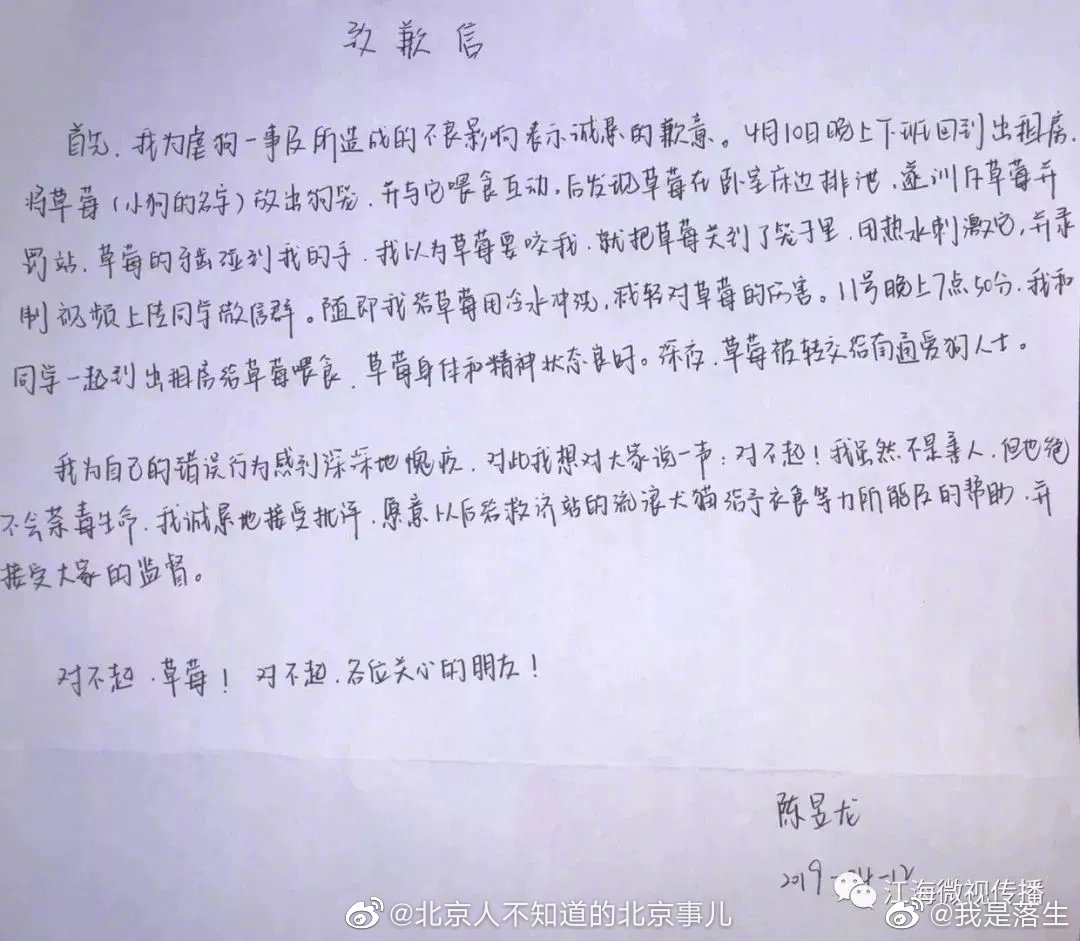 致歉信
首先，我为虐狗一事及所造成的不良影响表示诚恳的歉意。4月10日晚上下班回到出租房，
将草莓（小狗的名字）放出狗笼，并与它喂食互动，后发现草莓在卧室床边排泄，遂训斥草莓并
罚站，草莓的牙齿碰到我的手，我以为草莓要咬我，就把草莓关到了笼子里，用热水刺激它，并录
制视频上传同学微信群。随即我给草莓用冷水冲洗，减轻对草莓的伤害。11号晚上7点50分，我和
同学一起到出租房给草莓喂食，草莓身体和精神状态良好。深夜，草莓被转交给南通爱狗人士。
我为自己的错误行为感到深深地愧疚，对此我想对大家说一声：对不起！我虽然不是善人，但也绝
不会荼毒生命，我诚恳地接受批评，愿意以后给救济站的流浪犬猫给予衣食等力所能及的帮助，并
接受大家的监督。
对不起，草莓！对不起，各位关心的朋友！
陈昱龙
2019-04-12
江海微视传播
@北京人不知道的北京事儿
@我是落生